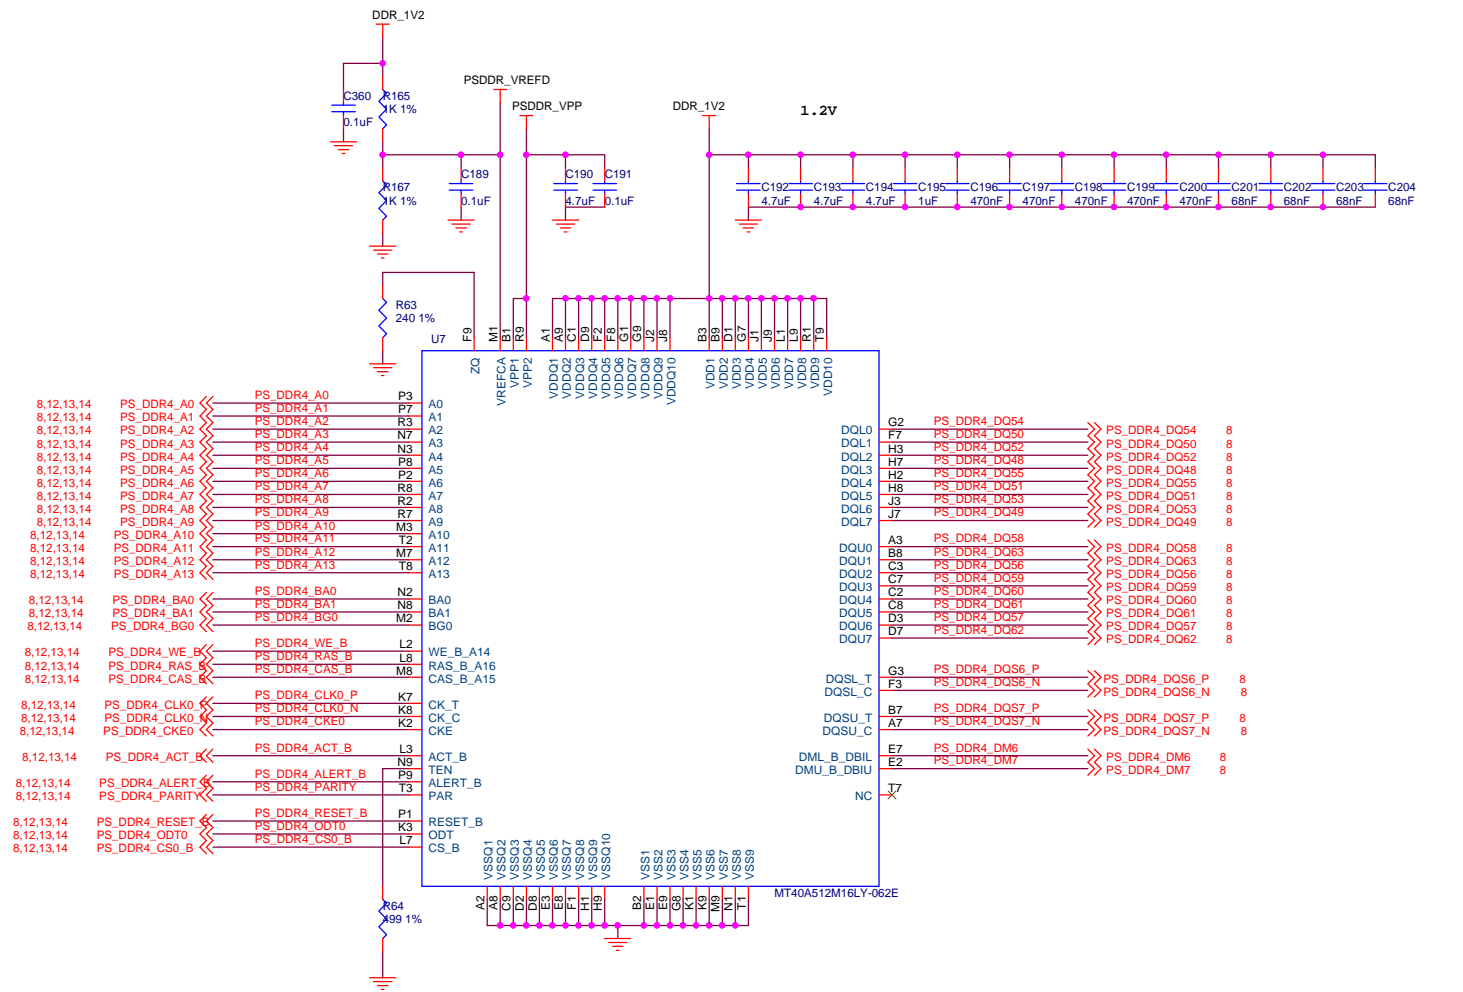 DDR_1V2
C360
0.1uF
R165
1K 1%
R167
1K 1%
PSDDR_VREFD
PSDDR_VPP
DDR_1V2
1.2V
C189
0.1uF
C190
4.7uF
C191
0.1uF
C192
4.7uF
C193
4.7uF
C194
4.7uF
C195
1uF
C196
470nF
C197
470nF
C198
470nF
C199
470nF
C200
470nF
C201
68nF
C202
68nF
C203
68nF
C204
68nF
R63
240 1%
U7
F9 M1 B1 R9 A1 A9 C1 D9 F2 F8 G1 G9 J2 J8 B3 B9 D1 G7 J1 J9 L1 L9 R1 T9
ZQ VREFCA VPP1 VPP2 VDDQ1 VDDQ2 VDDQ3 VDDQ4 VDDQ5 VDDQ6 VDDQ7 VDDQ8 VDDQ9 VDDQ10 VDD1 VDD2 VDD3 VDD4 VDD5 VDD6 VDD7 VDD8 VDD9 VDD10
8,12,13,14 PS_DDR4_A0 PS_DDR4_A0 P3 A0
8,12,13,14 PS_DDR4_A1 PS_DDR4_A1 P7 A1
8,12,13,14 PS_DDR4_A2 PS_DDR4_A2 R3 A2
8,12,13,14 PS_DDR4_A3 PS_DDR4_A3 N7 A3
8,12,13,14 PS_DDR4_A4 PS_DDR4_A4 N3 A4
8,12,13,14 PS_DDR4_A5 PS_DDR4_A5 P8 A5
8,12,13,14 PS_DDR4_A6 PS_DDR4_A6 P2 A6
8,12,13,14 PS_DDR4_A7 PS_DDR4_A7 R8 A7
8,12,13,14 PS_DDR4_A8 PS_DDR4_A8 R2 A8
8,12,13,14 PS_DDR4_A9 PS_DDR4_A9 R7 A9
8,12,13,14 PS_DDR4_A10 PS_DDR4_A10 M3 A10
8,12,13,14 PS_DDR4_A11 PS_DDR4_A11 T2 A11
8,12,13,14 PS_DDR4_A12 PS_DDR4_A12 M7 A12
8,12,13,14 PS_DDR4_A13 PS_DDR4_A13 T8 A13
8,12,13,14 PS_DDR4_BA0 PS_DDR4_BA0 N2 BA0
8,12,13,14 PS_DDR4_BA1 PS_DDR4_BA1 N8 BA1
8,12,13,14 PS_DDR4_BG0 PS_DDR4_BG0 M2 BG0
8,12,13,14 PS_DDR4_WE_B PS_DDR4_WE_B L2 WE_B_A14
8,12,13,14 PS_DDR4_RAS_B PS_DDR4_RAS_B L8 RAS_B_A16
8,12,13,14 PS_DDR4_CAS_B PS_DDR4_CAS_B M8 CAS_B_A15
8,12,13,14 PS_DDR4_CLK0_P PS_DDR4_CLK0_P K7 CK_T
8,12,13,14 PS_DDR4_CLK0_N PS_DDR4_CLK0_N K8 CK_C
8,12,13,14 PS_DDR4_CKE0 PS_DDR4_CKE0 K2 CKE
8,12,13,14 PS_DDR4_ACT_B PS_DDR4_ACT_B L3 ACT_B
N9 TEN
8,12,13,14 PS_DDR4_ALERT_B PS_DDR4_ALERT_B P9 ALERT_B
8,12,13,14 PS_DDR4_PARITY PS_DDR4_PARITY T3 PAR
8,12,13,14 PS_DDR4_RESET_B PS_DDR4_RESET_B P1 RESET_B
8,12,13,14 PS_DDR4_ODT0 PS_DDR4_ODT0 K3 ODT
8,12,13,14 PS_DDR4_CS0_B PS_DDR4_CS0_B L7 CS_B
DQL0 G2 PS_DDR4_DQ54 PS_DDR4_DQ54 8
DQL1 F7 PS_DDR4_DQ50 PS_DDR4_DQ50 8
DQL2 H3 PS_DDR4_DQ52 PS_DDR4_DQ52 8
DQL3 H7 PS_DDR4_DQ48 PS_DDR4_DQ48 8
DQL4 H2 PS_DDR4_DQ55 PS_DDR4_DQ55 8
DQL5 H8 PS_DDR4_DQ51 PS_DDR4_DQ51 8
DQL6 J3 PS_DDR4_DQ53 PS_DDR4_DQ53 8
DQL7 J7 PS_DDR4_DQ49 PS_DDR4_DQ49 8
DQU0 A3 PS_DDR4_DQ58 PS_DDR4_DQ58 8
DQU1 B8 PS_DDR4_DQ63 PS_DDR4_DQ63 8
DQU2 C3 PS_DDR4_DQ56 PS_DDR4_DQ56 8
DQU3 C7 PS_DDR4_DQ59 PS_DDR4_DQ59 8
DQU4 C2 PS_DDR4_DQ60 PS_DDR4_DQ60 8
DQU5 C8 PS_DDR4_DQ61 PS_DDR4_DQ61 8
DQU6 D3 PS_DDR4_DQ57 PS_DDR4_DQ57 8
DQU7 D7 PS_DDR4_DQ62 PS_DDR4_DQ62 8
DQSL_T G3 PS_DDR4_DQS6_P PS_DDR4_DQS6_P 8
DQSL_C F3 PS_DDR4_DQS6_N PS_DDR4_DQS6_N 8
DQSU_T B7 PS_DDR4_DQS7_P PS_DDR4_DQS7_P 8
DQSU_C A7 PS_DDR4_DQS7_N PS_DDR4_DQS7_N 8
DML_B_DBIL E7 PS_DDR4_DM6 PS_DDR4_DM6 8
DMU_B_DBIU E2 PS_DDR4_DM7 PS_DDR4_DM7 8
NC T7
VSSQ1 VSSQ2 VSSQ3 VSSQ4 VSSQ5 VSSQ6 VSSQ7 VSSQ8 VSSQ9 VSSQ10 VSS1 VSS2 VSS3 VSS4 VSS5 VSS6 VSS7 VSS8 VSS9
MT40A512M16LY-062E
A2 A8 C9 D2 D8 E3 E8 F1 H1 H9 B2 E1 E9 G8 K1 K9 M9 N1 T1
R64
499 1%